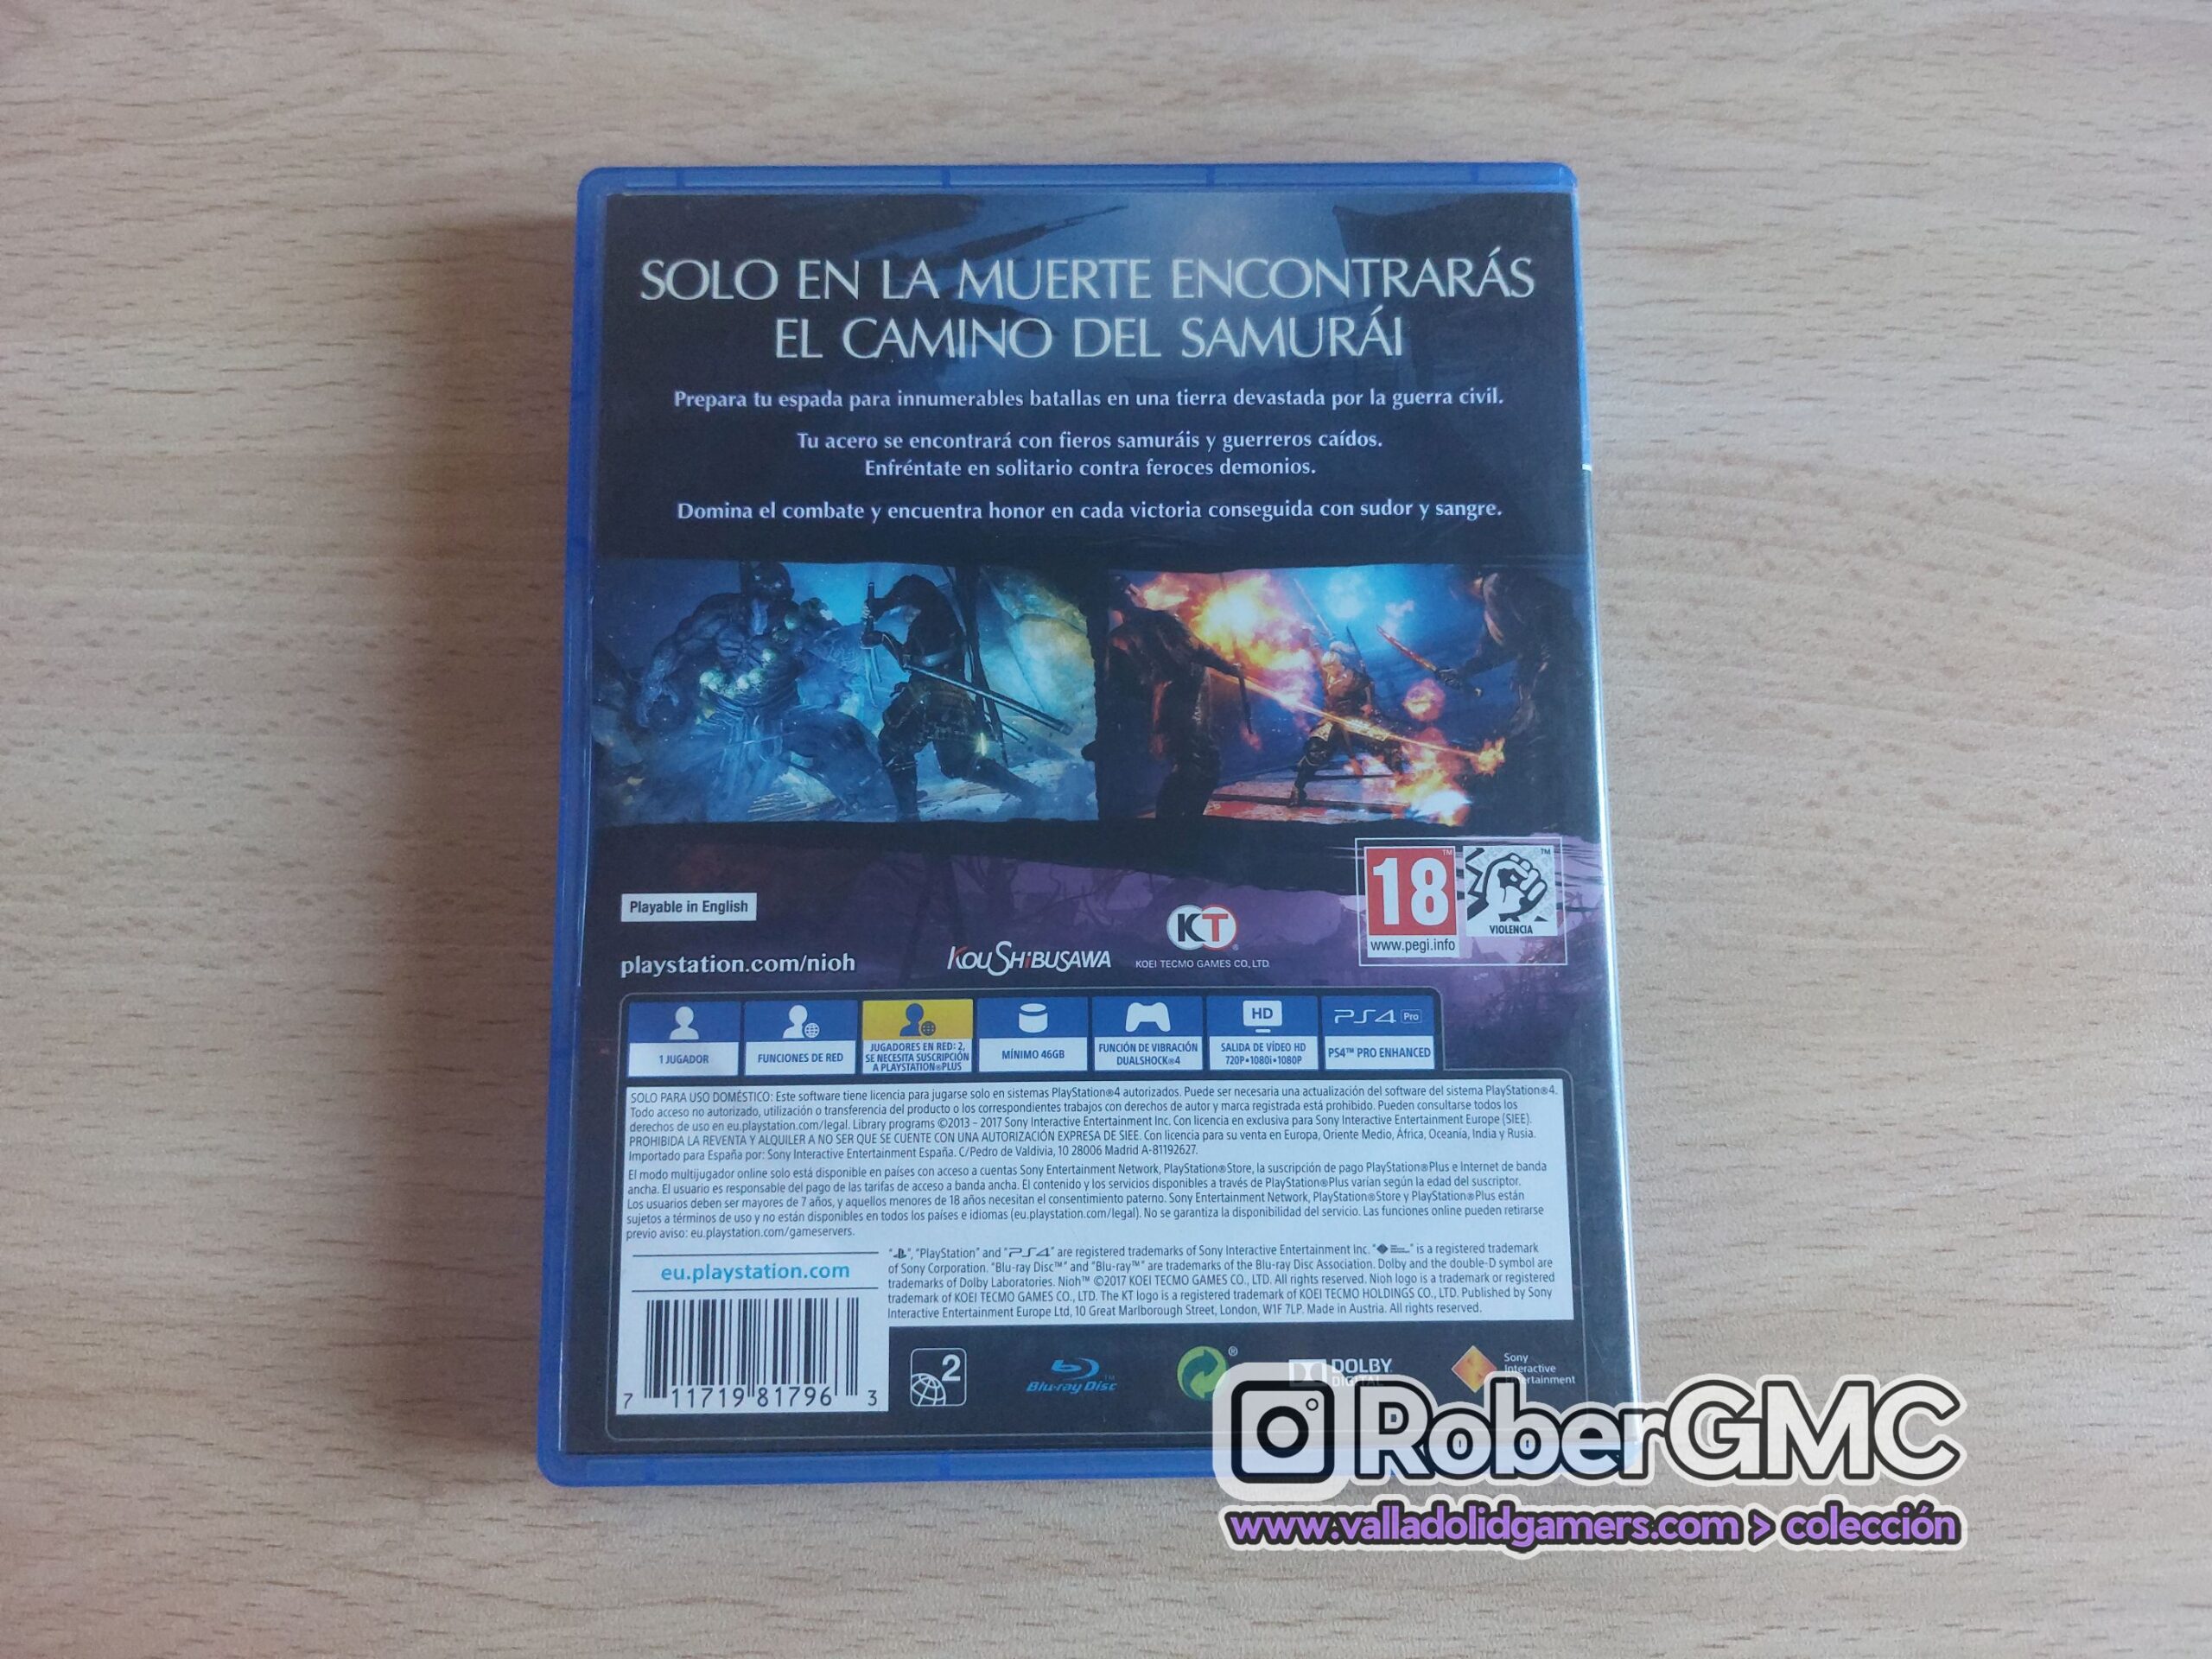 SOLO EN LA MUERTE ENCONTRARÁS
EL CAMINO DEL SAMURÁI
Prepara tu espada para innumerables batallas en una tierra devastada por la guerra civil.
Tu acero se encontrará con fieros samuráis y guerreros caídos.
Enfréntate en solitario contra feroces demonios.
Domina el combate y encuentra honor en cada victoria conseguida con sudor y sangre.
Playable in English
playstation.com/nioh
KOU SHIBUSAWA
KT
KOEI TECMO GAMES CO., LTD.
18
www.pegi.info
VIOLENCIA
1 JUGADOR
FUNCIONES DE RED
JUGADORES EN RED: 2,
SE NECESITA SUSCRIPCIÓN
A PLAYSTATION®PLUS
MÍNIMO 46GB
FUNCIÓN DE VIBRACIÓN
DUALSHOCK®4
HD
SALIDA DE VÍDEO HD
720P•1080i•1080P
PS4 Pro
PS4™ PRO ENHANCED
SOLO PARA USO DOMÉSTICO: Este software tiene licencia para jugarse solo en sistemas PlayStation®4 autorizados. Puede ser necesaria una actualización del software del sistema PlayStation®4.
Todo acceso no autorizado, utilización o transferencia del producto o los correspondientes trabajos con derechos de autor y marca registrada está prohibido. Pueden consultarse todos los
derechos de uso en eu.playstation.com/legal. Library programs ©2013 - 2017 Sony Interactive Entertainment Inc. Con licencia en exclusiva para Sony Interactive Entertainment Europe (SIEE).
PROHIBIDA LA REVENTA Y ALQUILER A NO SER QUE SE CUENTE CON UNA AUTORIZACIÓN EXPRESA DE SIEE. Con licencia para su venta en Europa, Oriente Medio, África, Oceanía, India y Rusia.
Importado para España por: Sony Interactive Entertainment España. C/Pedro de Valdivia, 10 28006 Madrid A-81192627.
El modo multijugador online solo está disponible en países con acceso a cuentas Sony Entertainment Network, PlayStation®Store, la suscripción de pago PlayStation®Plus e Internet de banda
ancha. El usuario es responsable del pago de las tarifas de acceso a banda ancha. El contenido y los servicios disponibles a través de PlayStation®Plus varían según la edad del suscriptor.
Los usuarios deben ser mayores de 7 años, y aquellos menores de 18 años necesitan el consentimiento paterno. Sony Entertainment Network, PlayStation®Store y PlayStation®Plus están
sujetos a términos de uso y no están disponibles en todos los países e idiomas (eu.playstation.com/legal). No se garantiza la disponibilidad del servicio. Las funciones online pueden retirarse
previo aviso: eu.playstation.com/gameservers.
eu.playstation.com
"PlayStation" and "PS4" are registered trademarks of Sony Interactive Entertainment Inc. is a registered trademark
of Sony Corporation. "Blu-ray Disc™" and "Blu-ray™" are trademarks of the Blu-ray Disc Association. Dolby and the double-D symbol are
trademarks of Dolby Laboratories. Nioh™ ©2017 KOEI TECMO GAMES CO., LTD. All rights reserved. Nioh logo is a trademark or registered
trademark of KOEI TECMO GAMES CO., LTD. The KT logo is a registered trademark of KOEI TECMO HOLDINGS CO., LTD. Published by Sony
Interactive Entertainment Europe Ltd, 10 Great Marlborough Street, London, W1F 7LP. Made in Austria. All rights reserved.
7 11719 81796 3
2
Blu-ray Disc
DOLBY
DIGITAL
Sony
Interactive
Entertainment
RoberGMC
www.valladolidgamers.com > colección